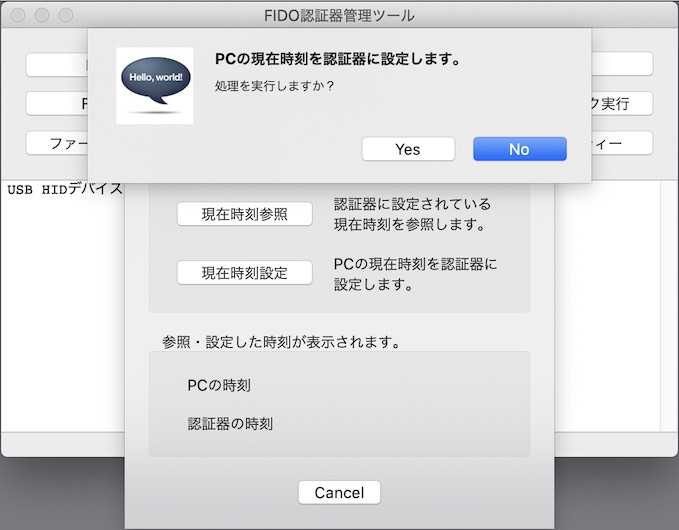 FIDO認証器管理ツール
Hello, world!
PCの現在時刻を認証器に設定します。
処理を実行しますか？
Yes
No
ク実行
ファー
ィー
USB HIDデバイス
現在時刻参照
認証器に設定されている
現在時刻を参照します。
現在時刻設定
PCの現在時刻を認証器に
設定します。
参照・設定した時刻が表示されます。
PCの時刻
認証器の時刻
Cancel